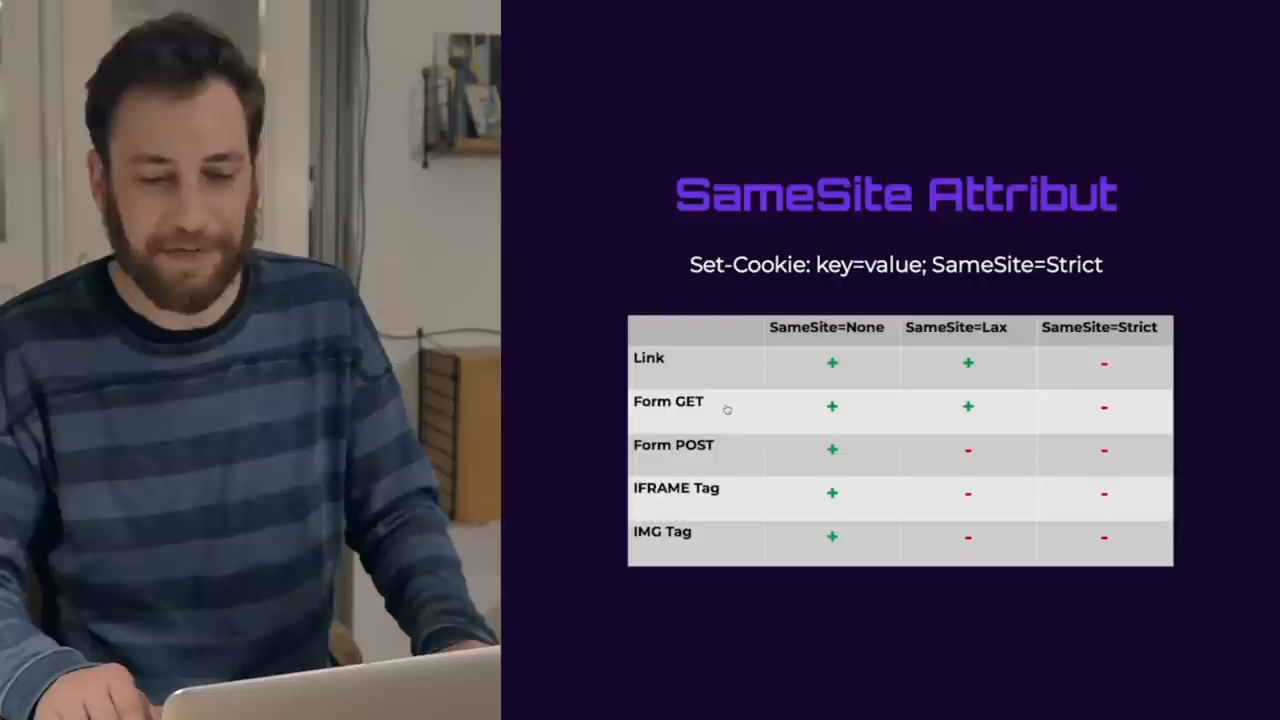 SameSite Attribut
Set-Cookie: key=value; SameSite=Strict
SameSite=None SameSite=Lax SameSite=Strict
Link + + -
Form GET + + -
Form POST + - -
IFRAME Tag + - -
IMG Tag + - -